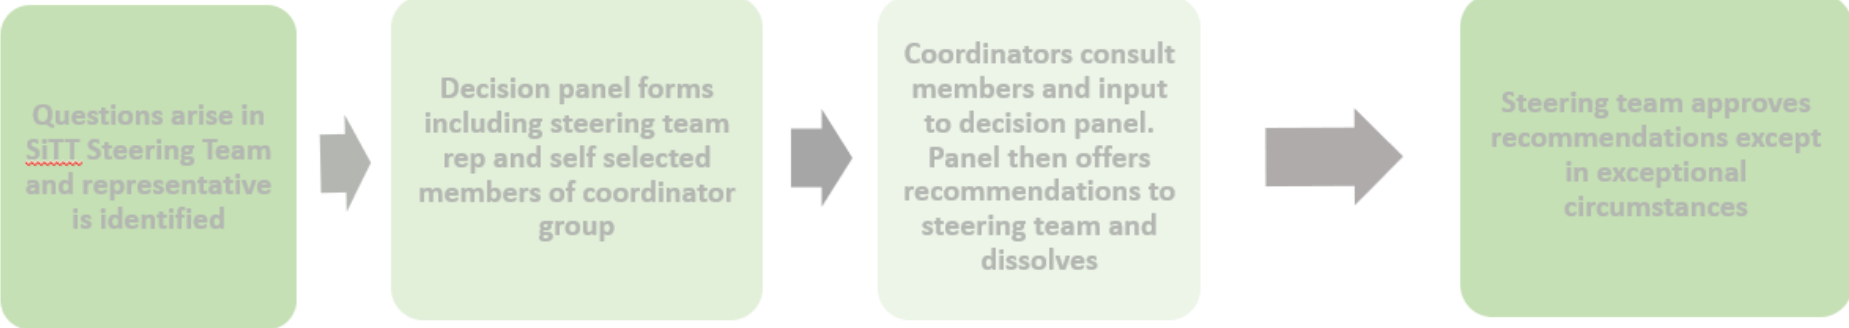 Questions arise in
SiTT Steering Team
and representative
is identified
Decision panel forms
including steering team
rep and self selected
members of coordinator
group
Coordinators consult
members and input
to decision panel.
Panel then offers
recommendations to
steering team and
dissolves
Steering team approves
recommendations except
in exceptional
circumstances